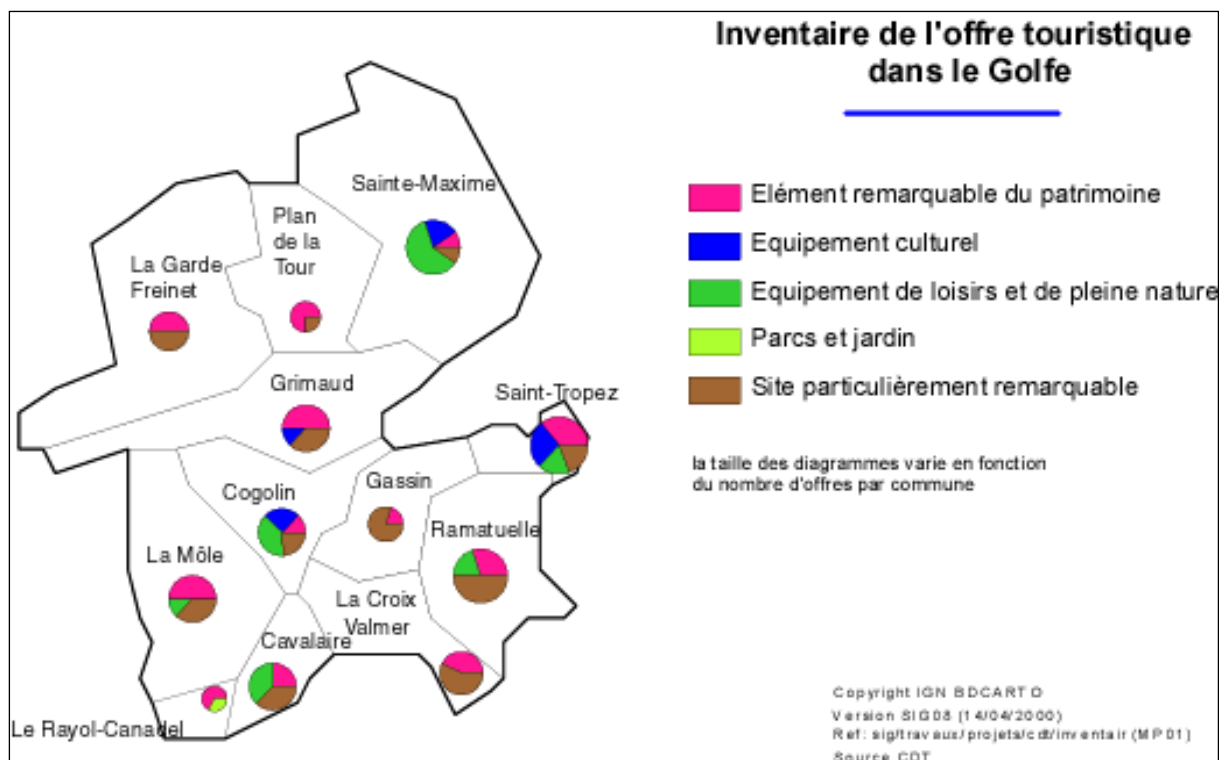 Inventaire de l'offre touristique
dans le Golfe
Sainte-Maxime
Plan
de la
Tour
La Garde
Freinet
Grimaud
Saint-Tropez
Cogolin
Gassin
Ramatuelle
La Môle
La Croix
Valmer
Cavalaire
Le Rayol-Canadel
Elément remarquable du patrimoine
Equipement culturel
Equipement de loisirs et de pleine nature
Parcs et jardin
Site particulièrement remarquable
la taille des diagrammes varie en fonction
du nombre d'offres par commune
Copyright IGN BDCARTO
Version SIG08 (14/04/2000)
Ref: sig/travaux/projets/cdt/inventair (MP01)
Source CDT